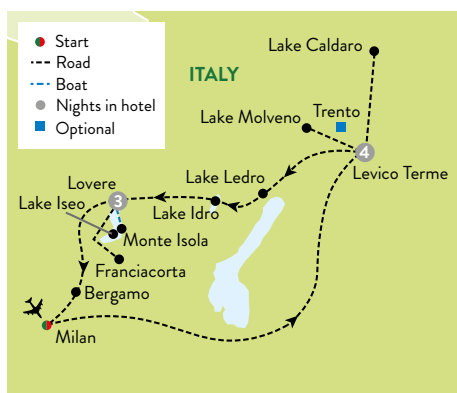 Start
Road
Boat
Nights in hotel
Optional
ITALY
Lake Caldaro
Lake Molveno
Trento
4
Levico Terme
Lake Ledro
Lovere
3
Lake Idro
Lake Iseo
Monte Isola
Franciacorta
Bergamo
Milan